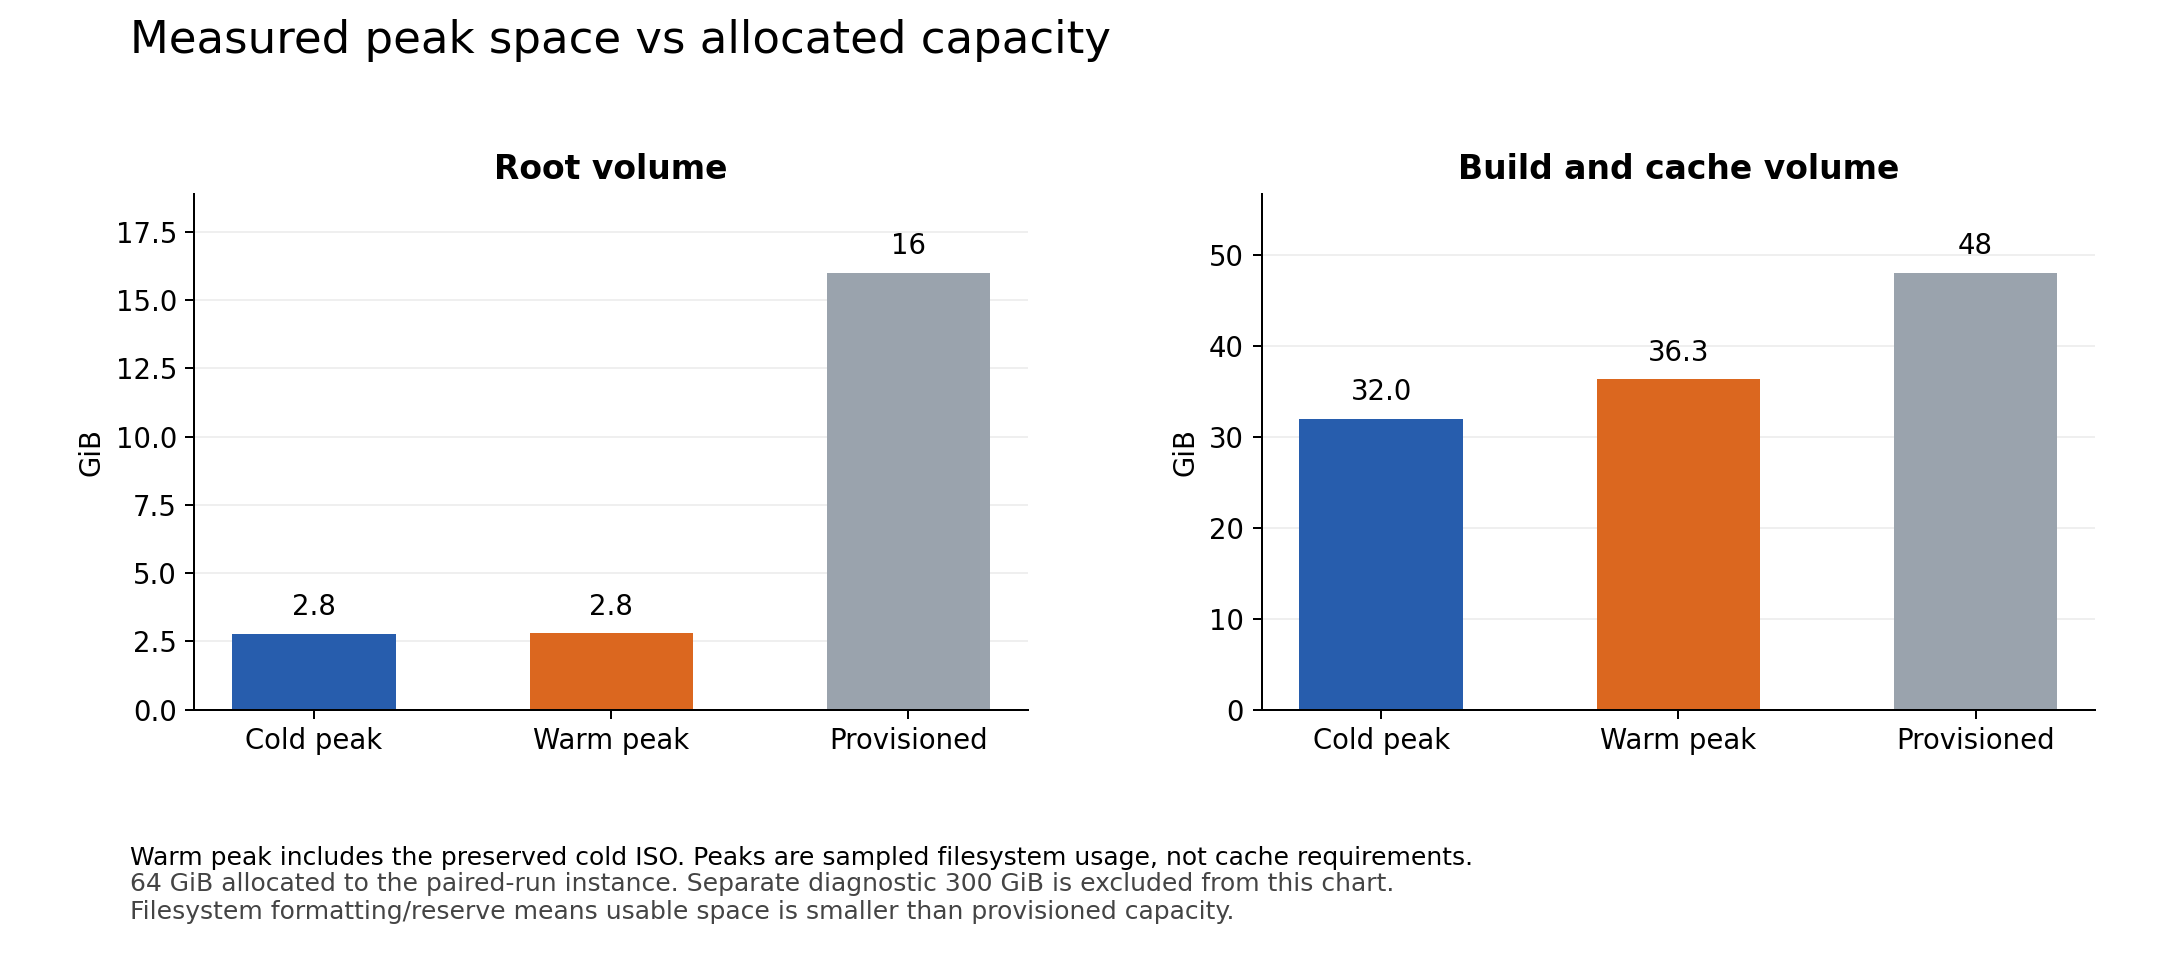 Measured peak space vs allocated capacity
Root volume
GiB
17.5
15.0
12.5
10.0
7.5
5.0
2.5
0.0
2.8
2.8
16
Cold peak
Warm peak
Provisioned
Build and cache volume
GiB
50
40
30
20
10
0
32.0
36.3
48
Cold peak
Warm peak
Provisioned
Warm peak includes the preserved cold ISO. Peaks are sampled filesystem usage, not cache requirements.
64 GiB allocated to the paired-run instance. Separate diagnostic 300 GiB is excluded from this chart.
Filesystem formatting/reserve means usable space is smaller than provisioned capacity.